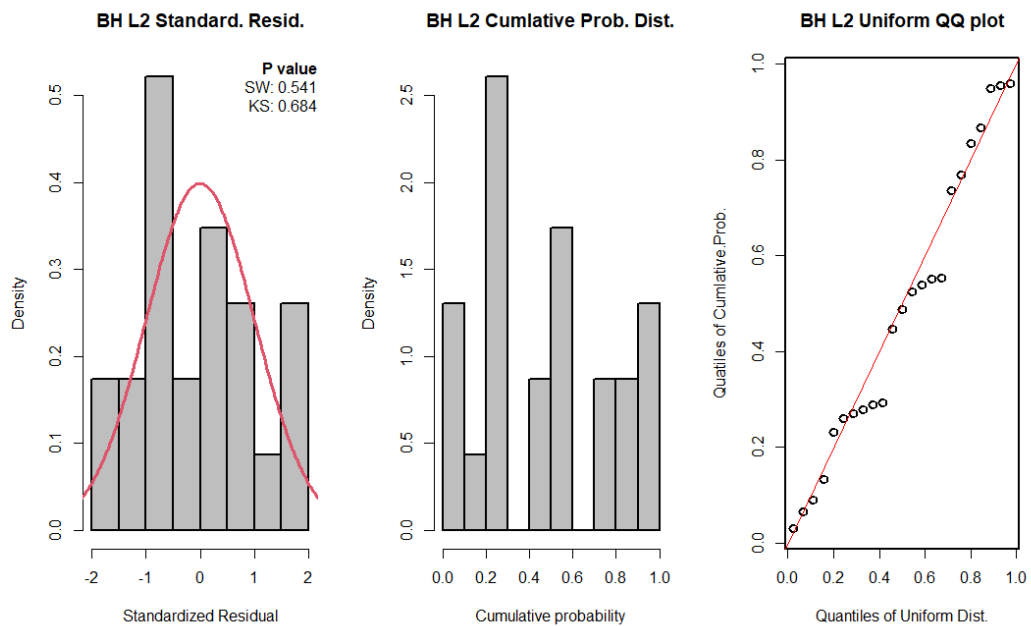 BH L2 Standard. Resid.
P value
SW: 0.541
KS: 0.684
Density
0.0
0.1
0.2
0.3
0.4
0.5
-2
-1
0
1
2
Standardized Residual
BH L2 Cumlative Prob. Dist.
Density
0.0
0.5
1.0
1.5
2.0
2.5
0.0
0.2
0.4
0.6
0.8
1.0
Cumulative probability
BH L2 Uniform QQ plot
Quatiles of Cumlative.Prob.
0.0
0.2
0.4
0.6
0.8
1.0
0.0
0.2
0.4
0.6
0.8
1.0
Quantiles of Uniform Dist.